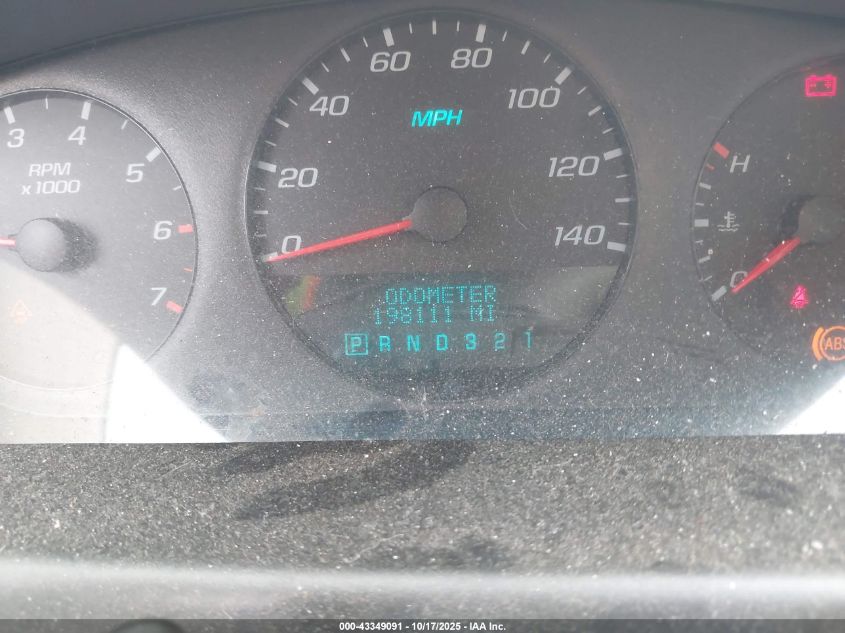 3 4 5 6 7
RPM
x 1000
0 20 40 60 80 100 120 140
MPH
ODOMETER
198111 MI
P R N D 3 2 1
H
ABS
000-43349091 - 10/17/2025 - IAA Inc.